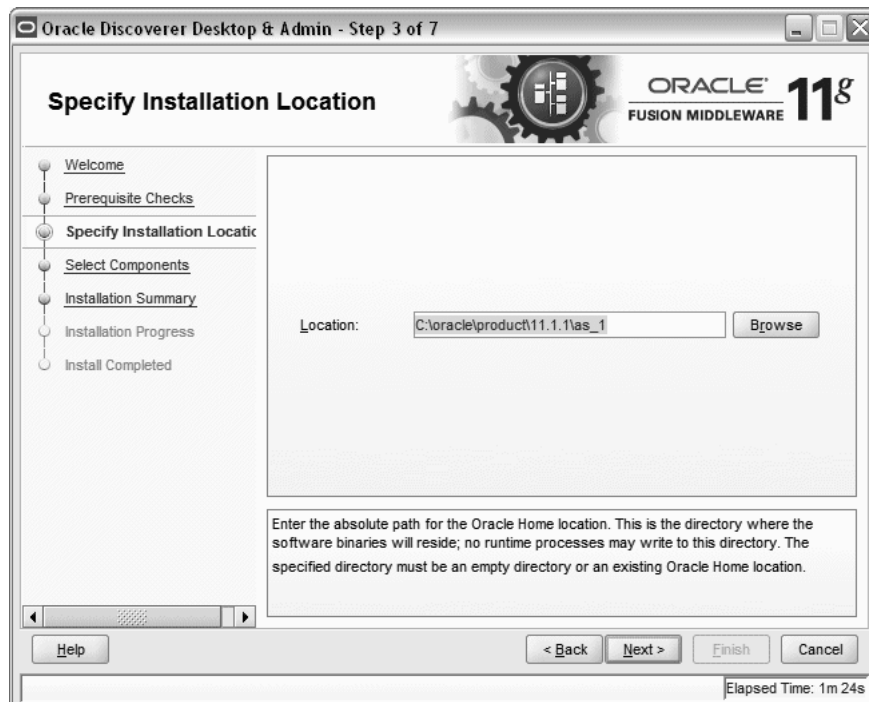 Oracle Discoverer Desktop & Admin - Step 3 of 7
Specify Installation Location
ORACLE®
FUSION MIDDLEWARE
11g
Welcome
Prerequisite Checks
Specify Installation Locatio
Select Components
Installation Summary
Installation Progress
Install Completed
Location:
C:\oracle\product\11.1.1\as_1
Browse
Enter the absolute path for the Oracle Home location. This is the directory where the
software binaries will reside; no runtime processes may write to this directory. The
specified directory must be an empty directory or an existing Oracle Home location.
Help
< Back
Next >
Finish
Cancel
Elapsed Time: 1m 24s